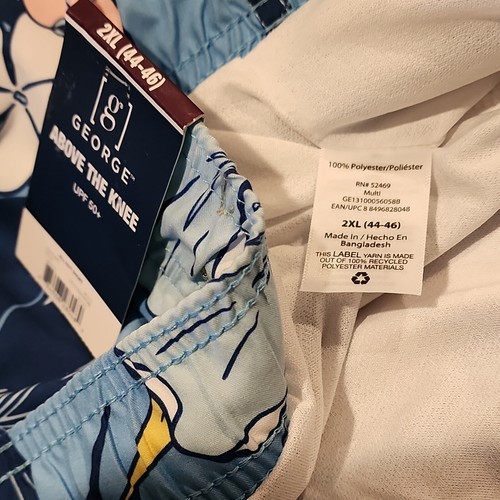 2XL (44-46)
[g]
GEORGE™
ABOVE THE KNEE
UPF 50+
100% Polyester/Poliéster
RN# 52469
Multi
GE131000560588
EAN/UPC 8 8496828048
2XL (44-46)
Made in / Hecho En
Bangladesh
THIS LABEL YARN IS MADE
OUT OF 100% RECYCLED
POLYESTER MATERIALS